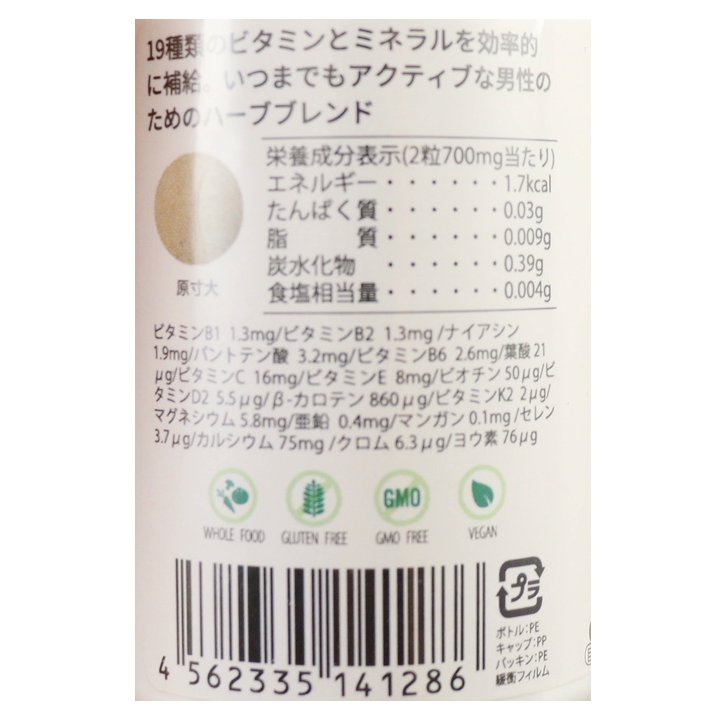 19種類のビタミンとミネラルを効率的
に補給。いつまでもアクティブな男性の
ためのハーブブレンド
栄養成分表示(2粒700mg当たり)
エネルギー・・・・・・1.7kcal
たんぱく質・・・・・・0.03g
脂質・・・・・・0.009g
炭水化物・・・・・・0.39g
食塩相当量・・・・・・0.004g
原寸大
ビタミンB1 1.3mg/ビタミンB2 1.3mg/ナイアシン
1.9mg/パントテン酸 3.2mg/ビタミンB6 2.6mg/葉酸 21
μg/ビタミンC 16mg/ビタミンE 8mg/ビオチン 50μg/ビ
タミンD2 5.5μg/β-カロテン 860μg/ビタミンK2 2μg/
マグネシウム 5.8mg/亜鉛 0.4mg/マンガン 0.1mg/セレン
3.7μg/カルシウム 75mg/クロム 6.3μg/ヨウ素 76μg
GMO
WHOLE FOOD
GLUTEN FREE
GMO FREE
VEGAN
プラ
ボトル:PE
キャップ:PP
パッキン:PE
緩衝フィルム
4 562335 141286